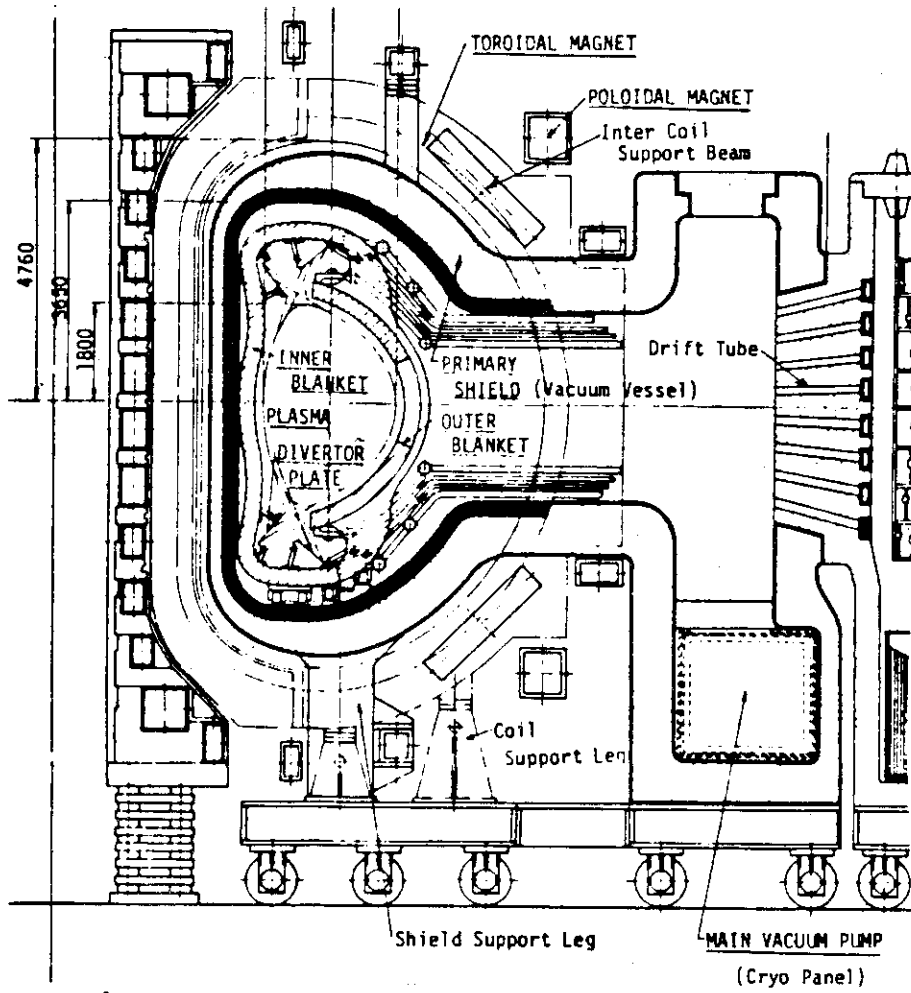 TOROIDAL MAGNET
POLOIDAL MAGNET
Inter Coil
Support Beam
4760
1800
Drift Tube
INNER
BLANKET
PLASMA
DIVERTOR
PLATE
PRIMARY
SHIELD (Vacuum Vessel)
OUTER
BLANKET
Coil
Support Leg
Shield Support Leg
MAIN VACUUM PUMP
(Cryo Panel)